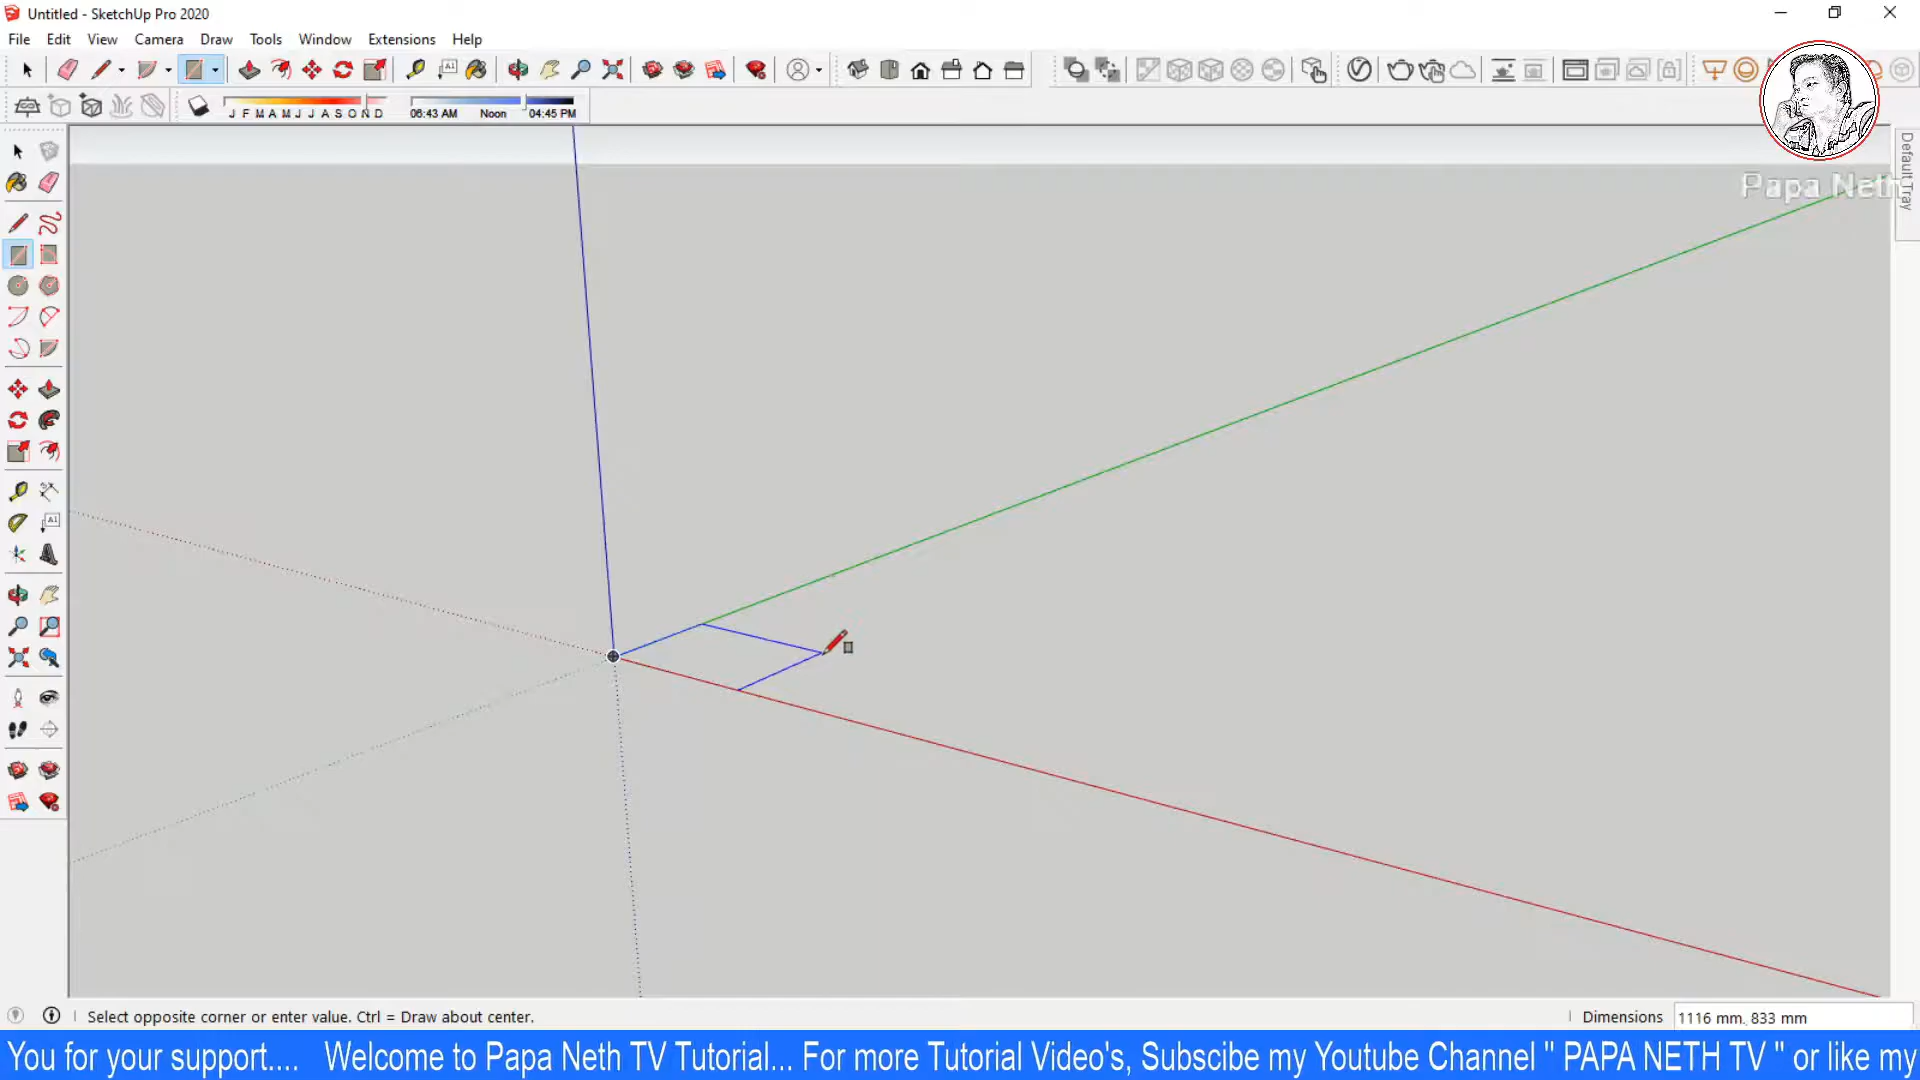 Untitled - SketchUp Pro 2020
File Edit View Camera Draw Tools Window Extensions Help
J F M A M J J A S O N D 06:43 AM Noon 04:45 PM
Papa Neth
Default Tray
Select opposite corner or enter value. Ctrl = Draw about center.
Dimensions 1116 mm, 833 mm
You for your support.... Welcome to Papa Neth TV Tutorial... For more Tutorial Video's, Subscibe my Youtube Channel " PAPA NETH TV " or like my